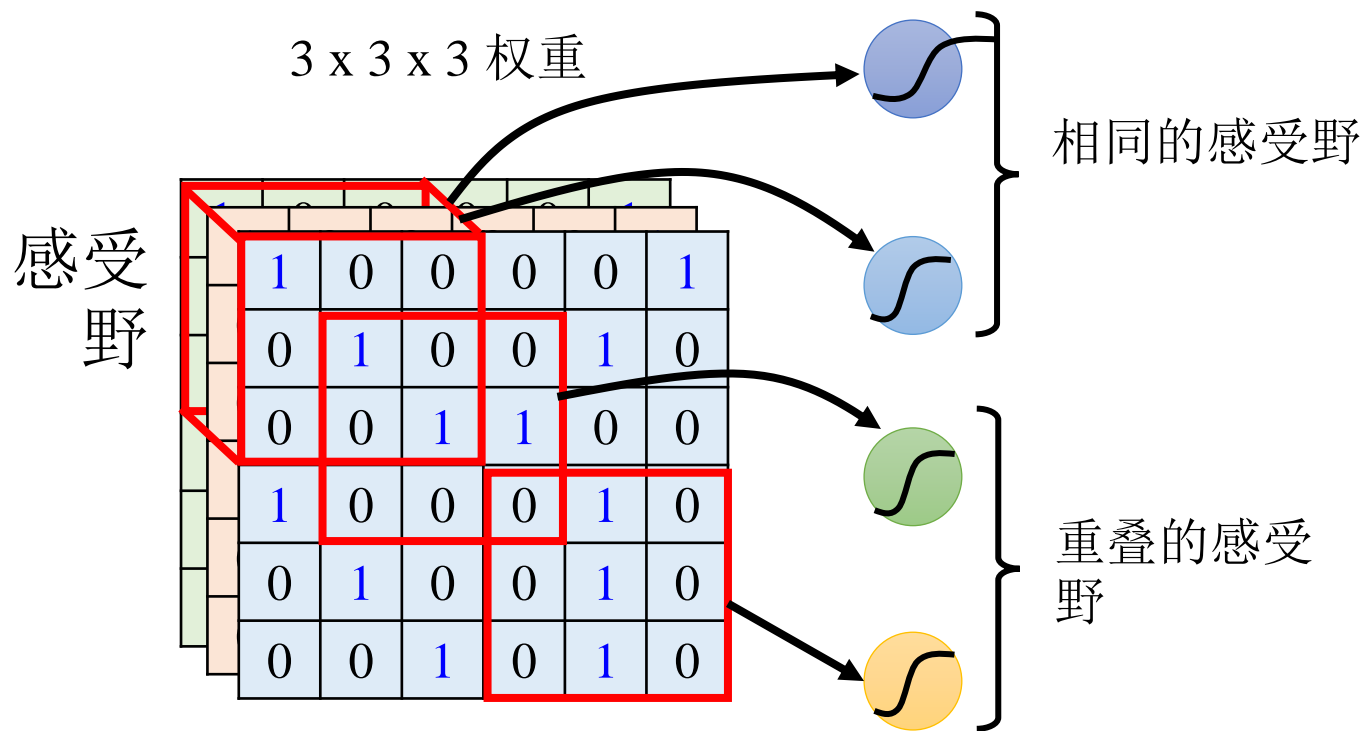 3 x 3 x 3 权重
相同的感受野
感受
野
1 0 0 0 0 1
0 1 0 0 1 0
0 0 1 1 0 0
1 0 0 0 1 0
0 1 0 0 1 0
0 0 1 0 1 0
重叠的感受
野